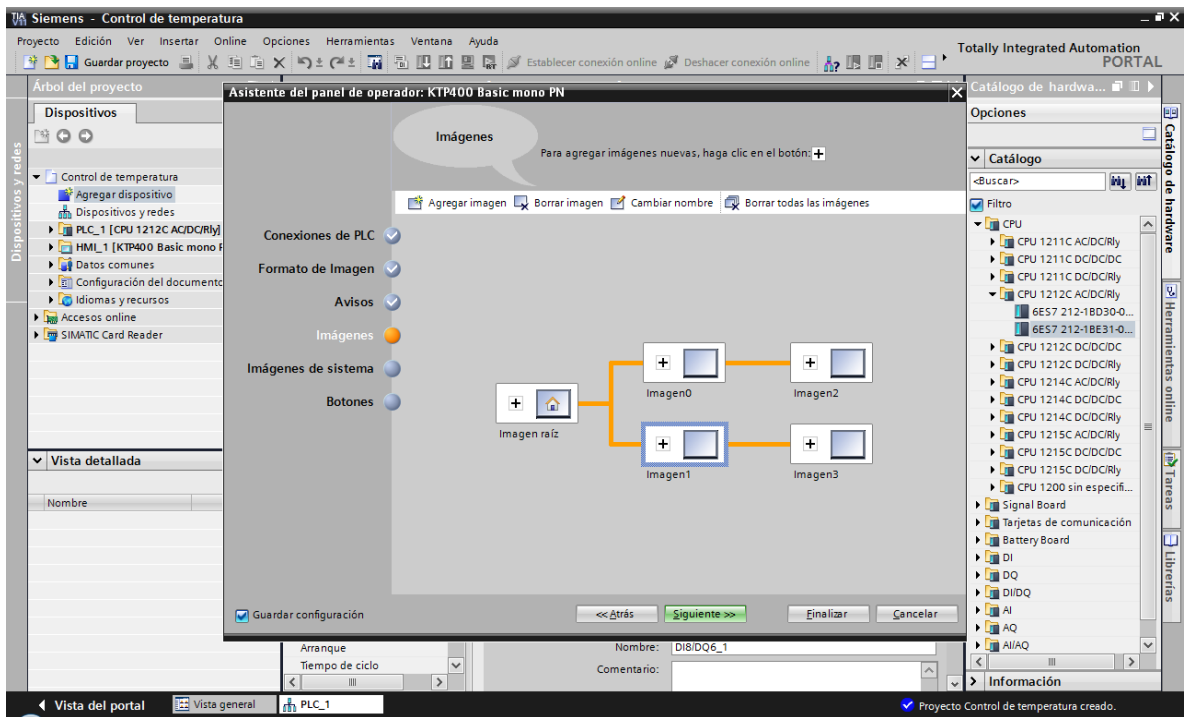 Siemens - Control de temperatura
Proyecto Edición Ver Insertar Online Opciones Herramientas Ventana Ayuda
Guardar proyecto
Establecer conexión online
Deshacer conexión online
Totally Integrated Automation
PORTAL
Árbol del proyecto
Dispositivos
Dispositivos y redes
Control de temperatura
Agregar dispositivo
Dispositivos y redes
PLC_1 [CPU 1212C AC/DC/Rly]
HMI_1 [KTP400 Basic mono P
Datos comunes
Configuración del documento
Idiomas y recursos
Accesos online
SIMATIC Card Reader
Vista detallada
Nombre
Asistente del panel de operador: KTP400 Basic mono PN
Imágenes
Para agregar imágenes nuevas, haga clic en el botón:
Agregar imagen
Borrar imagen
Cambiar nombre
Borrar todas las imágenes
Conexiones de PLC
Formato de Imagen
Avisos
Imágenes
Imágenes de sistema
Botones
Imagen raíz
Imagen0
Imagen2
Imagen1
Imagen3
Guardar configuración
<< Atrás
Siguiente >>
Finalizar
Cancelar
Arranque
Tiempo de ciclo
Nombre:
DI8/DQ6_1
Comentario:
Catálogo de hardwa...
Opciones
Catálogo
<Buscar>
Filtro
CPU
CPU 1211C AC/DC/Rly
CPU 1211C DC/DC/DC
CPU 1211C DC/DC/Rly
CPU 1212C AC/DC/Rly
6ES7 212-1BD30-0...
6ES7 212-1BE31-0...
CPU 1212C DC/DC/DC
CPU 1212C DC/DC/Rly
CPU 1214C AC/DC/Rly
CPU 1214C DC/DC/DC
CPU 1214C DC/DC/Rly
CPU 1215C AC/DC/Rly
CPU 1215C DC/DC/DC
CPU 1215C DC/DC/Rly
CPU 1200 sin especifi...
Signal Board
Tarjetas de comunicación
Battery Board
DI
DQ
DI/DQ
AI
AQ
AI/AQ
Información
Catálogo de hardware
Herramientas online
Tareas
Librerías
Vista del portal
Vista general
PLC_1
Proyecto Control de temperatura creado.